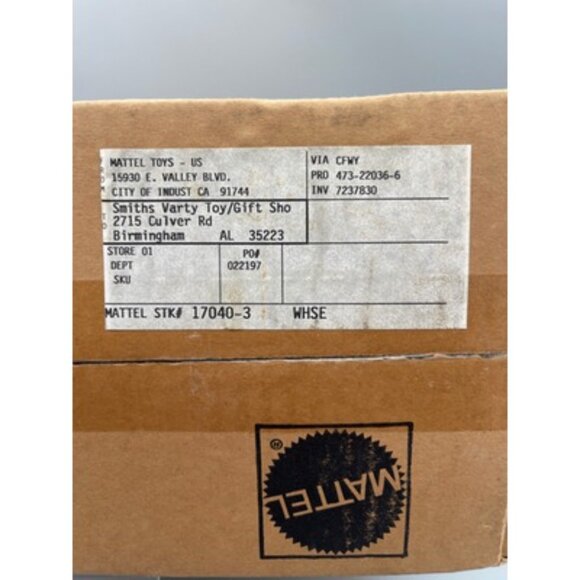 MATTEL TOYS - US
15930 E. VALLEY BLVD.
CITY OF INDUST CA 91744
VIA CFWY
PRO 473-22036-6
INV 7237830
Smiths Varty Toy/Gift Sho
2715 Culver Rd
Birmingham AL 35223
STORE 01
DEPT
SKU
PO#
022197
MATTEL STK# 17040-3 WHSE
MATTEL
®